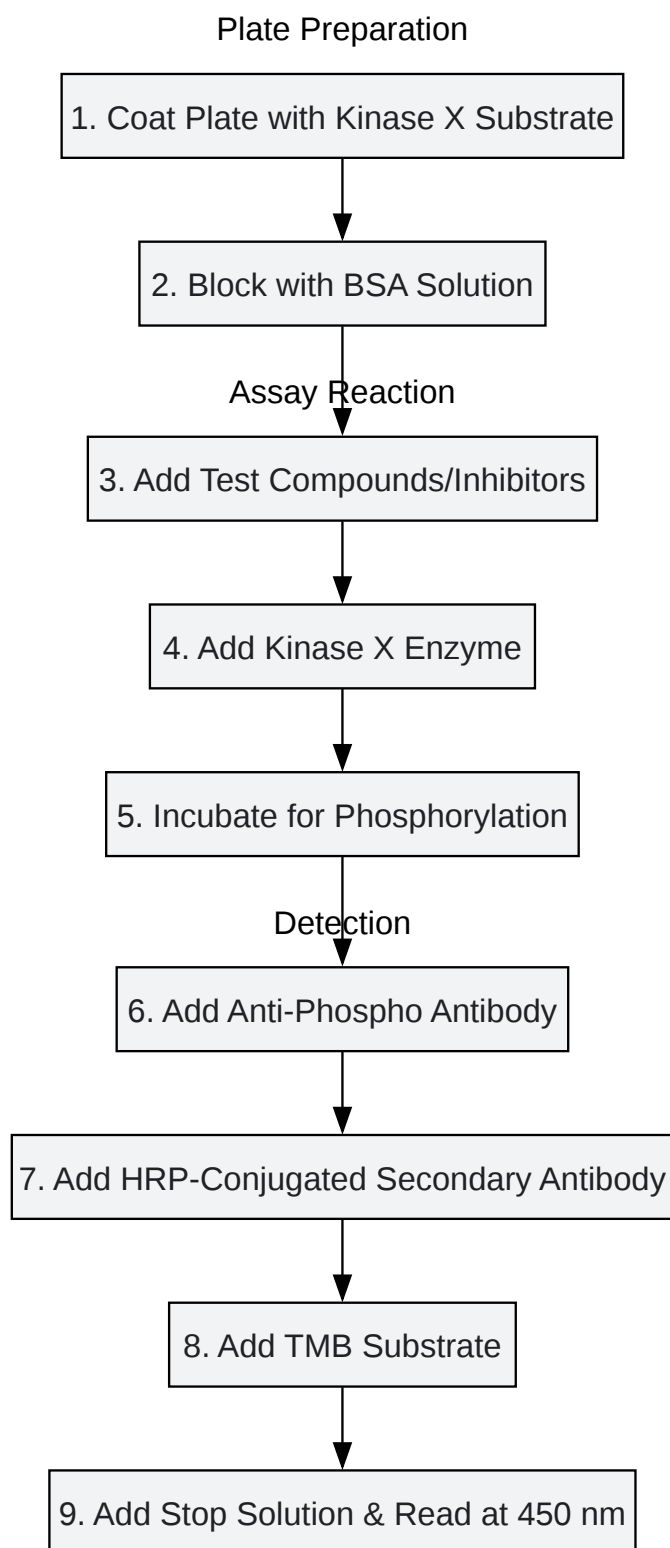 Plate Preparation
1. Coat Plate with Kinase X Substrate
2. Block with BSA Solution
Assay Reaction
3. Add Test Compounds/Inhibitors
4. Add Kinase X Enzyme
5. Incubate for Phosphorylation
Detection
6. Add Anti-Phospho Antibody
7. Add HRP-Conjugated Secondary Antibody
8. Add TMB Substrate
9. Add Stop Solution & Read at 450 nm